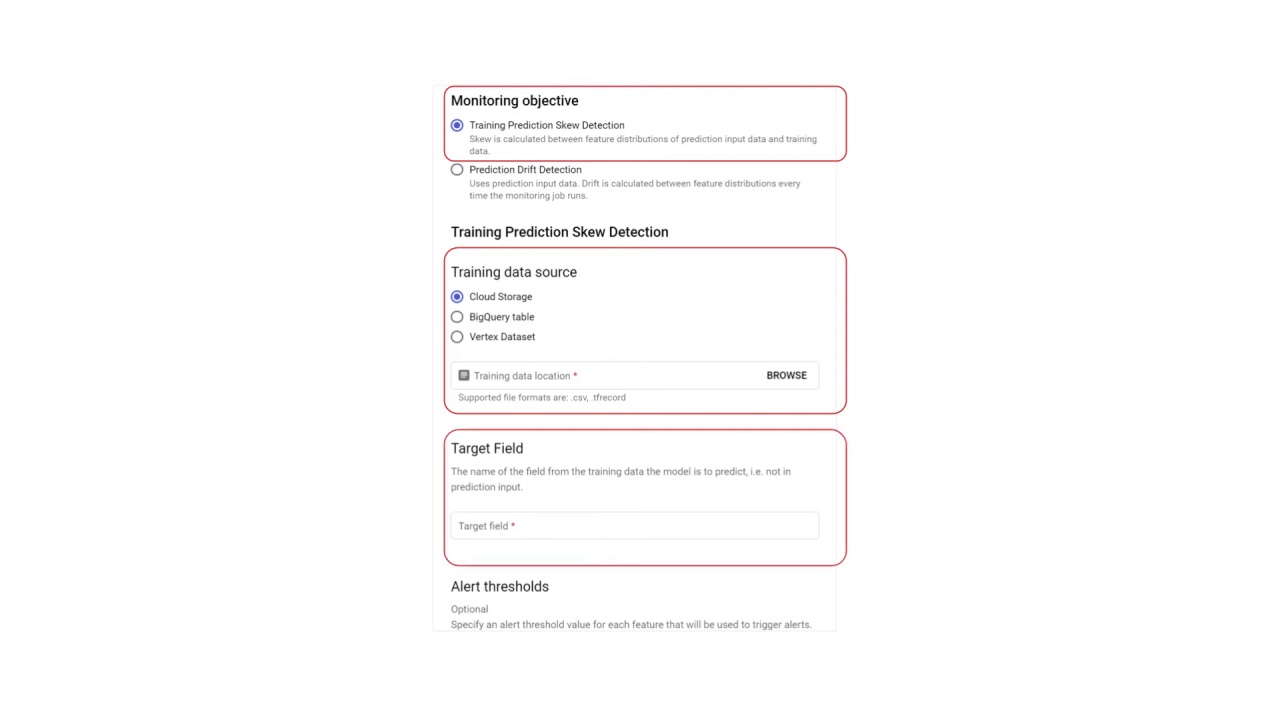 Monitoring objective
Training Prediction Skew Detection
Skew is calculated between feature distributions of prediction input data and training
data.
Prediction Drift Detection
Uses prediction input data. Drift is calculated between feature distributions every
time the monitoring job runs.
Training Prediction Skew Detection
Training data source
Cloud Storage
BigQuery table
Vertex Dataset
Training data location * BROWSE
Supported file formats are: .csv, .tfrecord
Target Field
The name of the field from the training data the model is to predict, i.e. not in
prediction input.
Target field *
Alert thresholds
Optional
Specify an alert threshold value for each feature that will be used to trigger alerts.